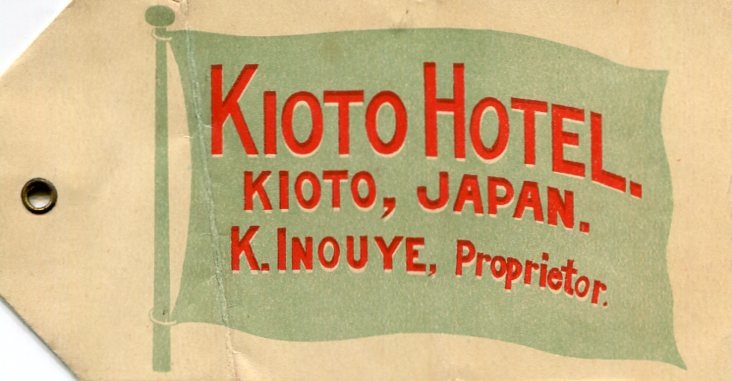 KIOTO HOTEL.
KIOTO, JAPAN.
K. INOUYE, Proprietor.